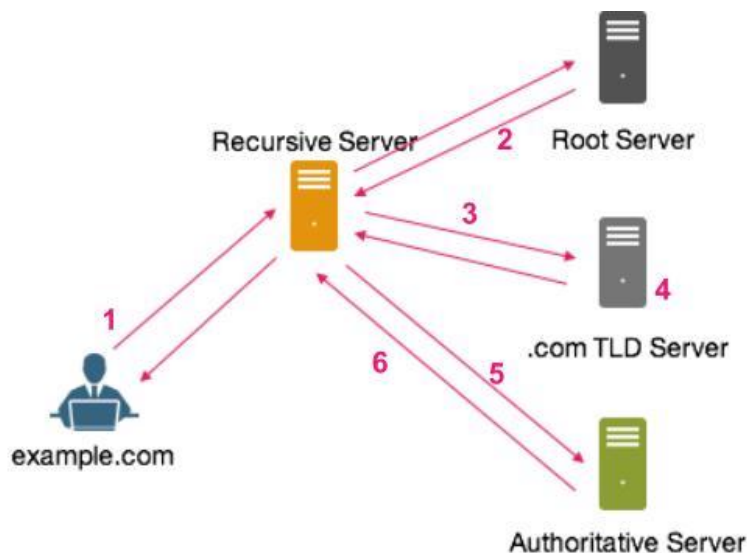 Recursive Server
2
Root Server
3
4
1
.com TLD Server
6
5
example.com
Authoritative Server